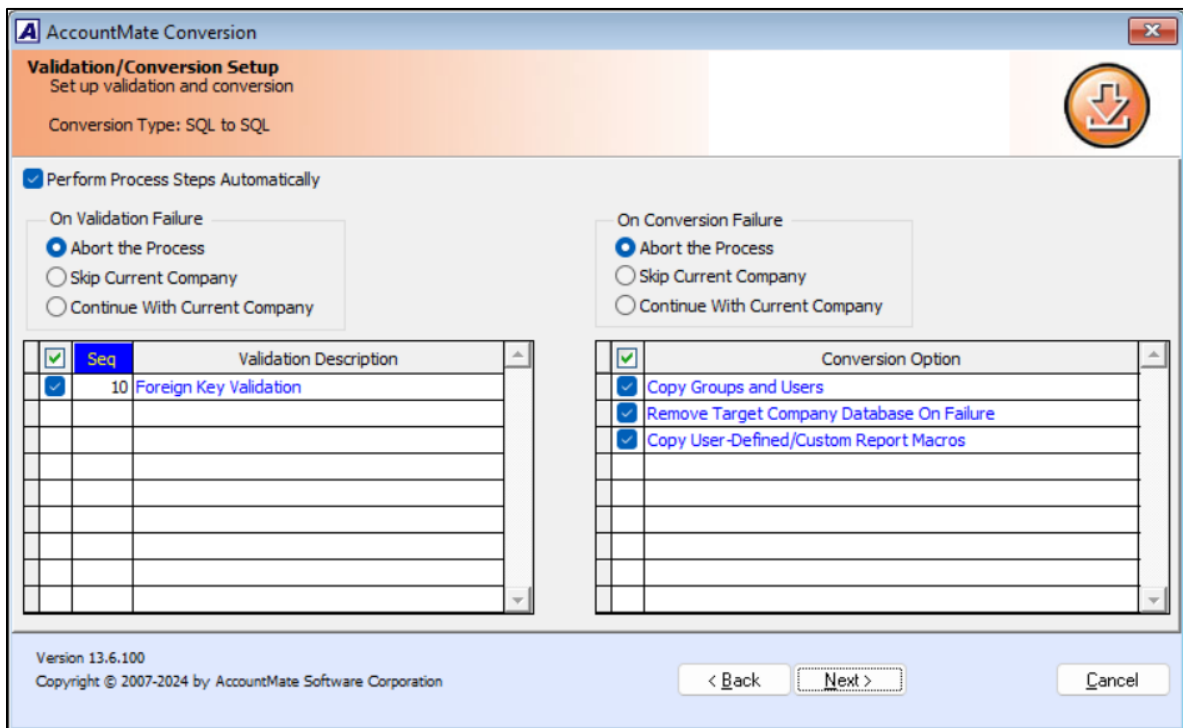 AccountMate Conversion
Validation/Conversion Setup
Set up validation and conversion
Conversion Type: SQL to SQL
Perform Process Steps Automatically
On Validation Failure
Abort the Process
Skip Current Company
Continue With Current Company
On Conversion Failure
Abort the Process
Skip Current Company
Continue With Current Company
Seq Validation Description
10 Foreign Key Validation
Conversion Option
Copy Groups and Users
Remove Target Company Database On Failure
Copy User-Defined/Custom Report Macros
Version 13.6.100
Copyright © 2007-2024 by AccountMate Software Corporation
< Back Next > Cancel